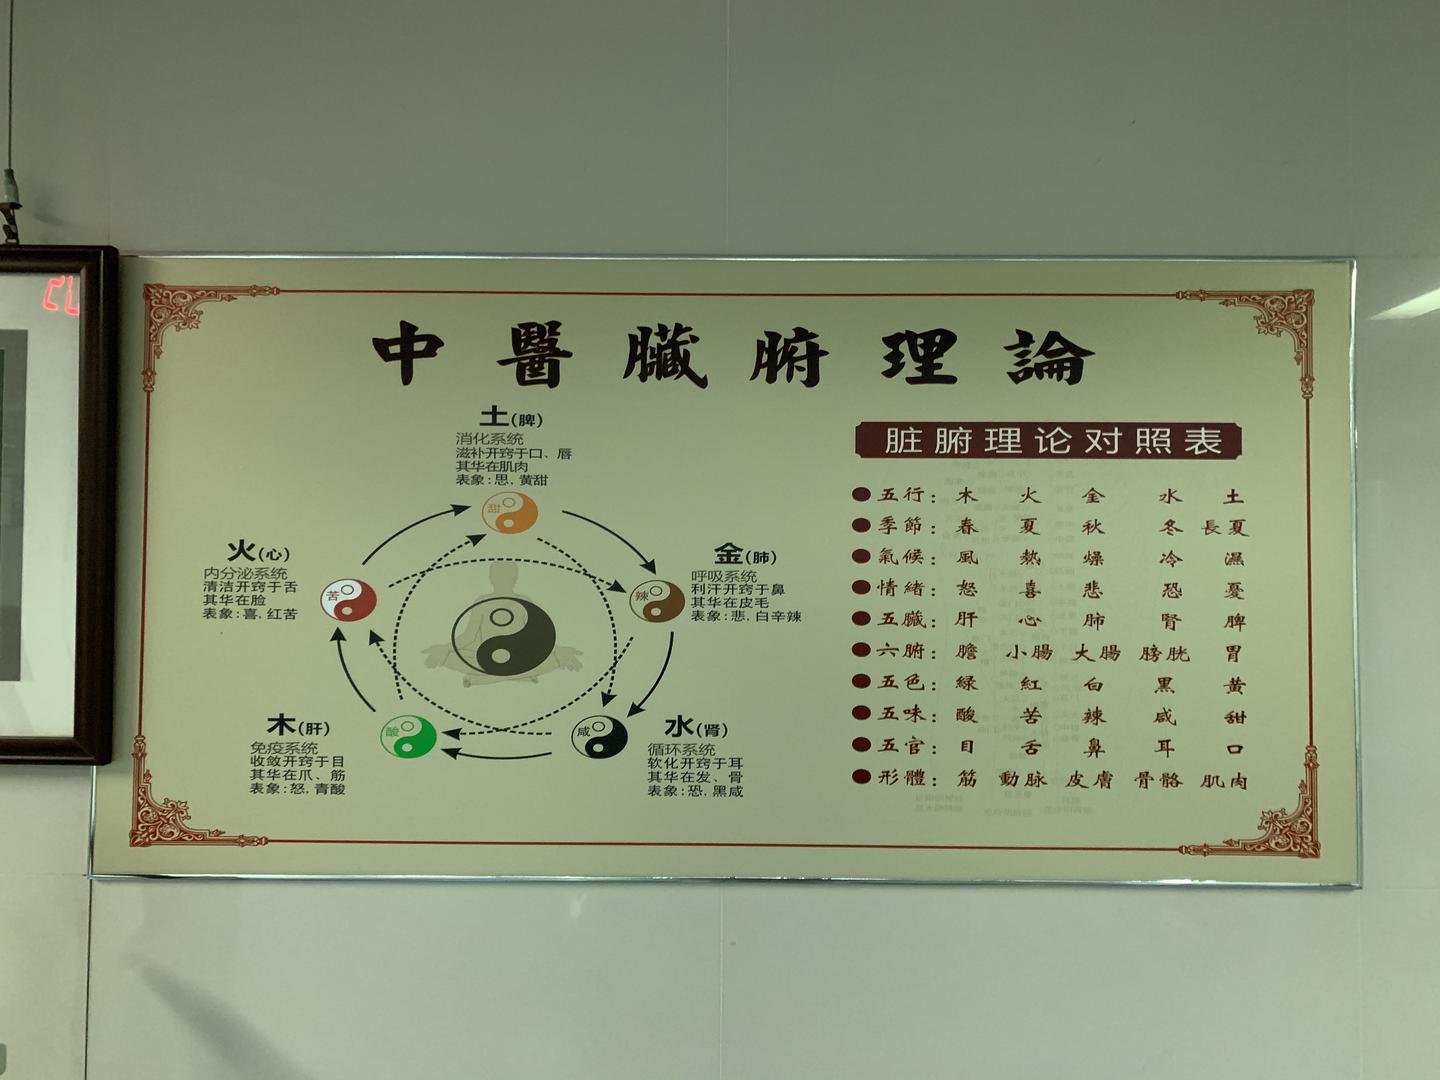 中醫臟腑理論
土(脾)
消化系统
滋补开窍于口、唇
其华在肌肉
表象:思, 黄甜
甜
火(心)
内分泌系统
清洁开窍于舌
其华在脸
表象:喜, 红苦
苦
金(肺)
呼吸系统
利汗开窍于鼻
其华在皮毛
表象:悲, 白辛辣
辣
木(肝)
免疫系统
收敛开窍于目
其华在爪、筋
表象:怒, 青酸
酸
水(肾)
循环系统
软化开窍于耳
其华在发、骨
表象:恐, 黑咸
咸
脏腑理论对照表
五行: 木 火 金 水 土
季節: 春 夏 秋 冬 長夏
氣候: 風 熱 燥 冷 濕
情緒: 怒 喜 悲 恐 憂
五臟: 肝 心 肺 腎 脾
六腑: 膽 小腸 大腸 膀胱 胃
五色: 緑 紅 白 黑 黃
五味: 酸 苦 辣 咸 甜
五官: 目 舌 鼻 耳 口
形體: 筋 動脉 皮膚 骨骼 肌肉